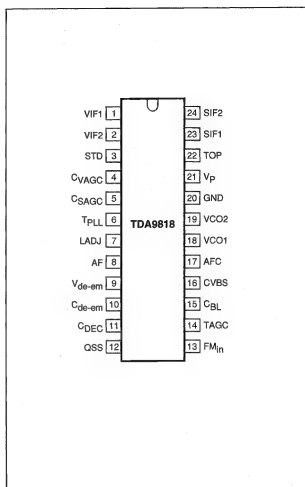 VIF1 1
VIF2 2
STD 3
CVAGC 4
CSAGC 5
TPLL 6
LADJ 7
AF 8
Vde-em 9
Cde-em 10
CDEC 11
QSS 12
TDA9818
24 SIF2
23 SIF1
22 TOP
21 VP
20 GND
19 VCO2
18 VCO1
17 AFC
16 CVBS
15 CBL
14 TAGC
13 FMin